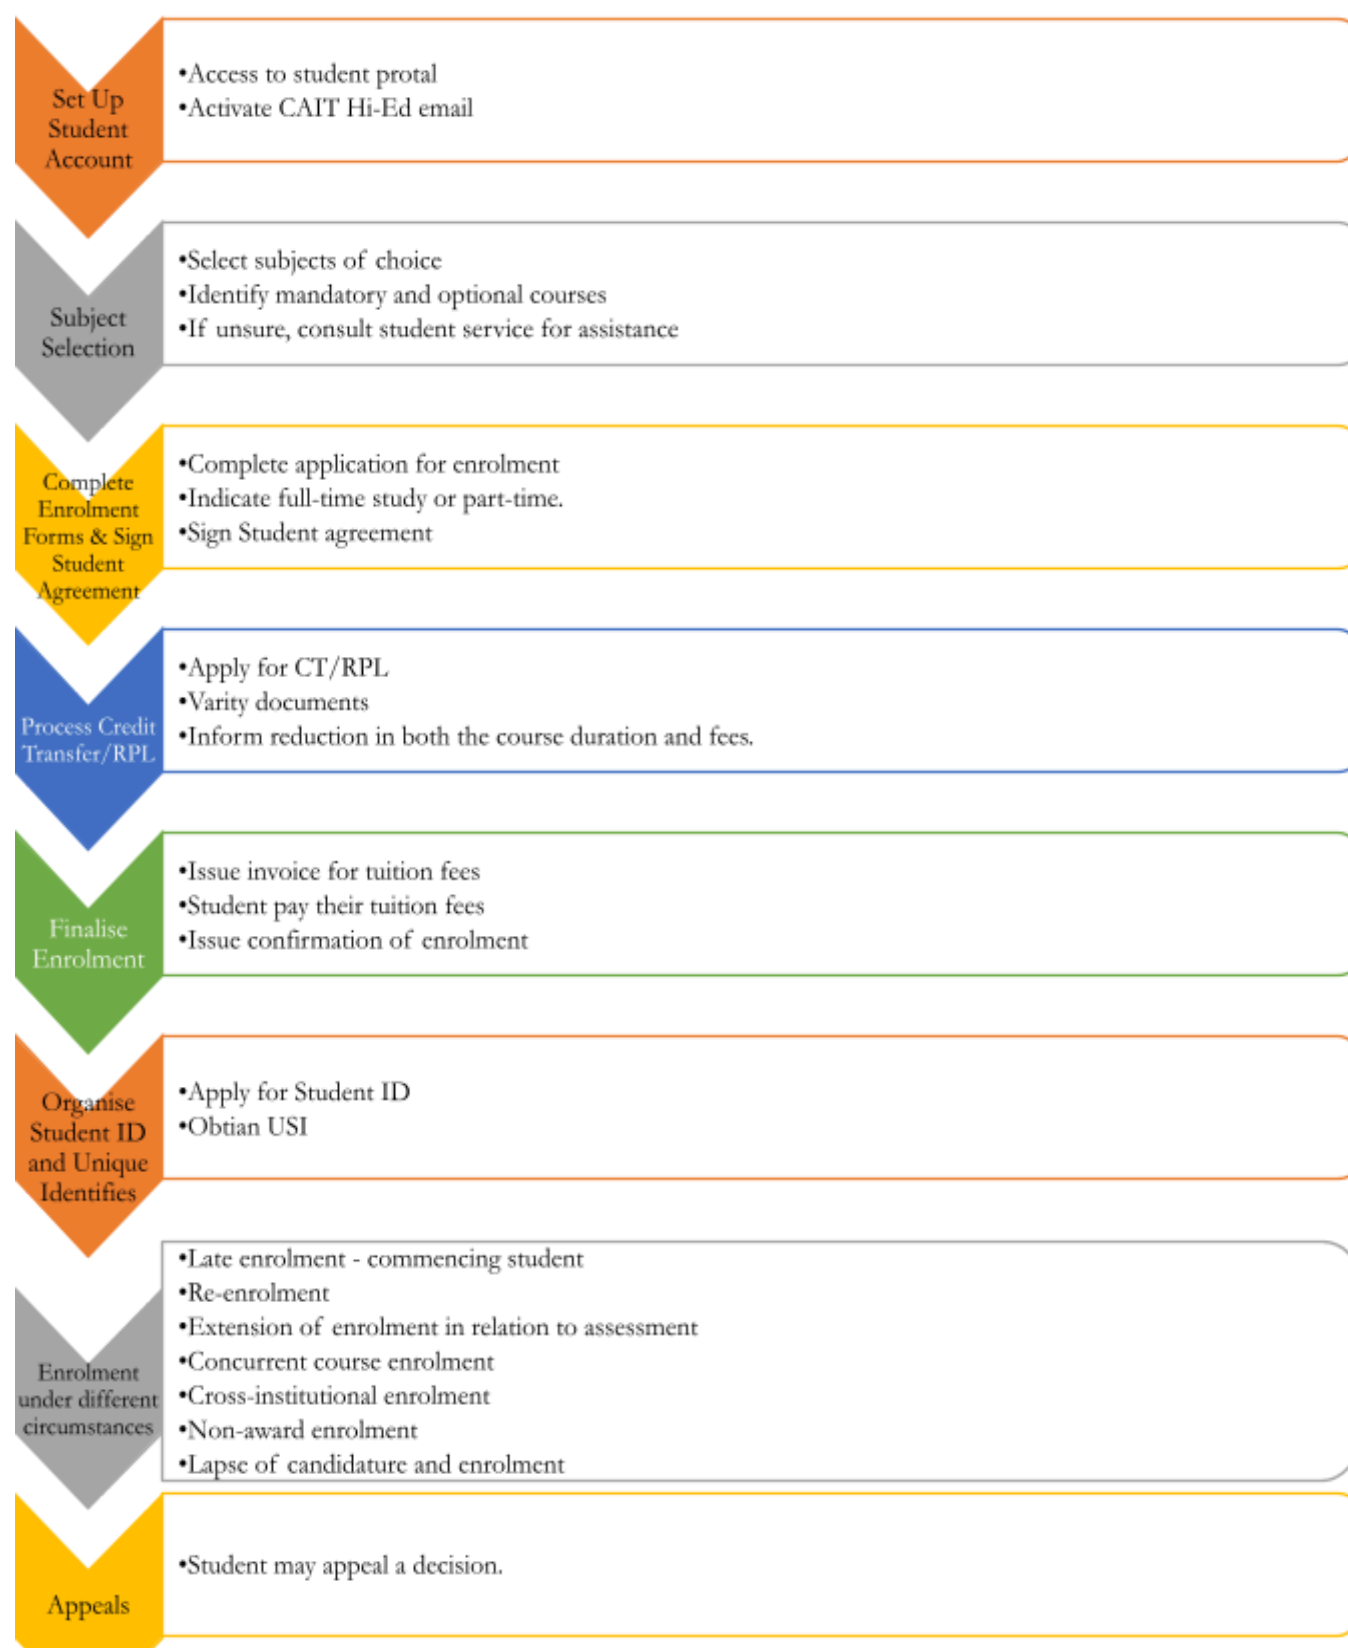 Set Up
Student
Account
•Access to student protal
•Activate CAIT Hi-Ed email
Subject
Selection
•Select subjects of choice
•Identify mandatory and optional courses
•If unsure, consult student service for assistance
Complete
Enrolment
Forms & Sign
Student
Agreement
•Complete application for enrolment
•Indicate full-time study or part-time.
•Sign Student agreement
Process Credit
Transfer/RPL
•Apply for CT/RPL
•Varity documents
•Inform reduction in both the course duration and fees.
Finalise
Enrolment
•Issue invoice for tuition fees
•Student pay their tuition fees
•Issue confirmation of enrolment
Organise
Student ID
and Unique
Identifies
•Apply for Student ID
•Obtian USI
Enrolment
under different
circumstances
•Late enrolment - commencing student
•Re-enrolment
•Extension of enrolment in relation to assessment
•Concurrent course enrolment
•Cross-institutional enrolment
•Non-award enrolment
•Lapse of candidature and enrolment
Appeals
•Student may appeal a decision.